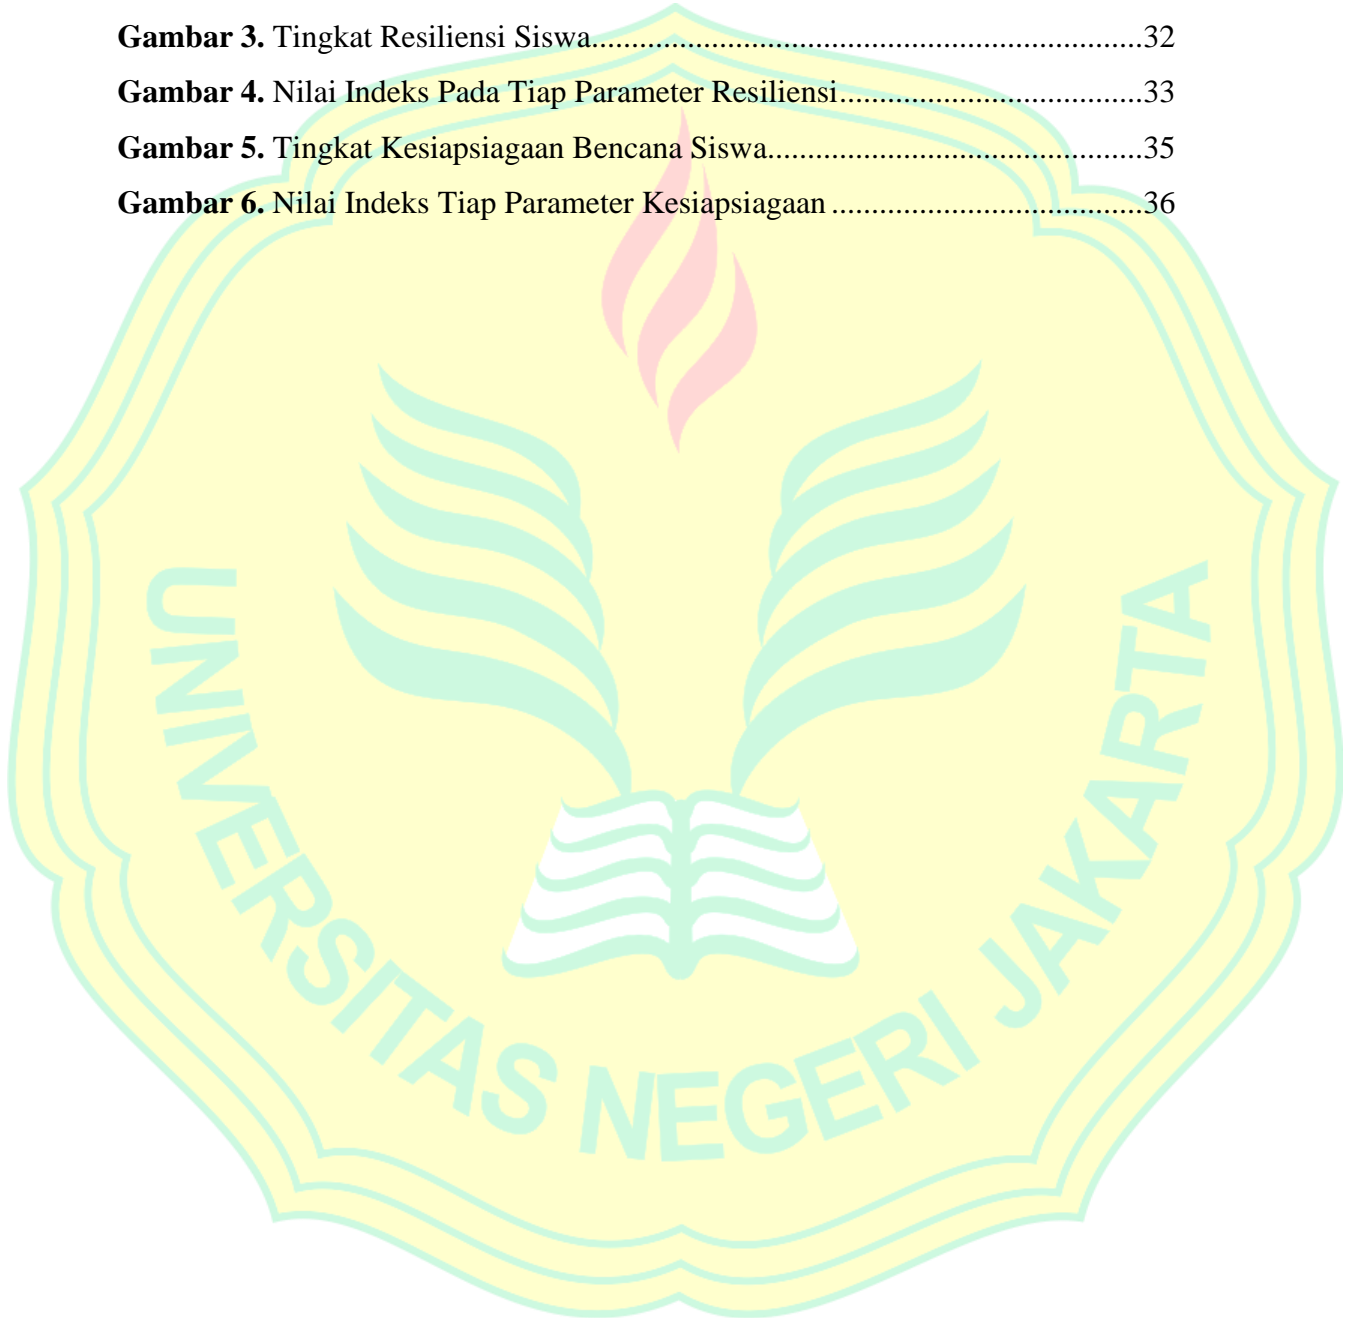 Gambar 3. Tingkat Resiliensi Siswa.....................................................................32
Gambar 4. Nilai Indeks Pada Tiap Parameter Resiliensi......................................33
Gambar 5. Tingkat Kesiapsiagaan Bencana Siswa...............................................35
Gambar 6. Nilai Indeks Tiap Parameter Kesiapsiagaan.......................................36
UNIVERSITAS NEGERI JAKARTA